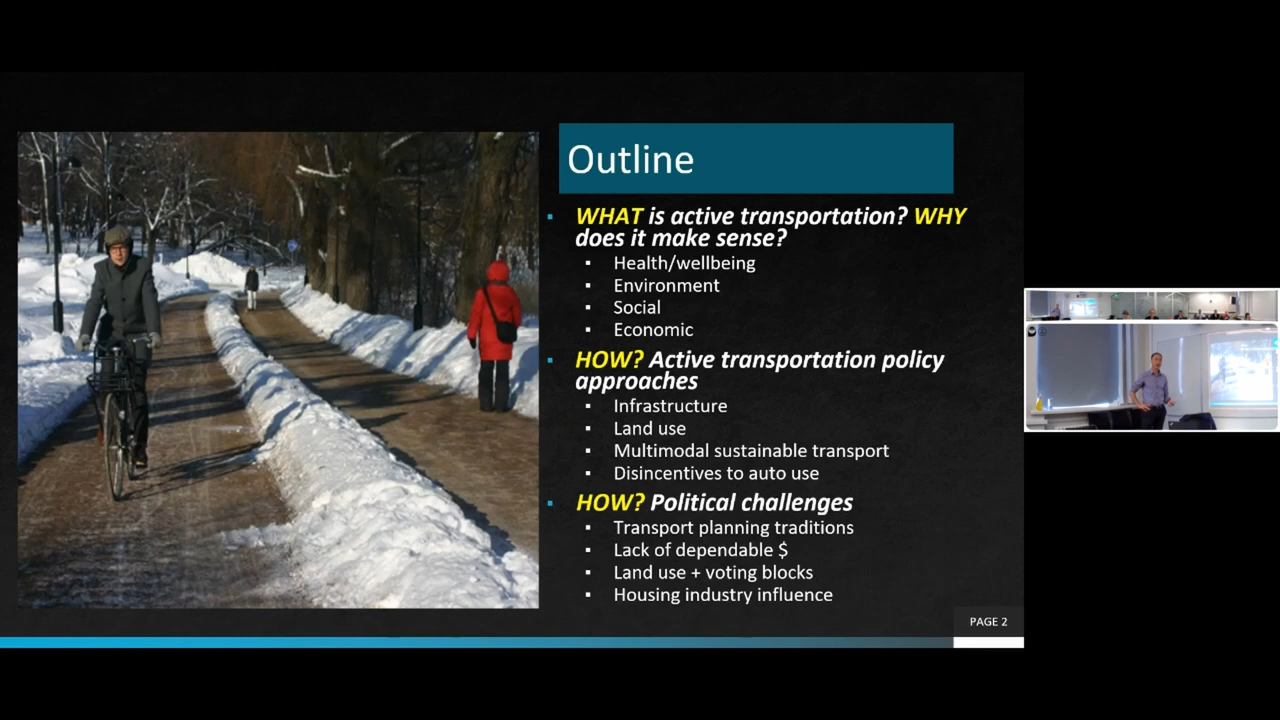 Outline
WHAT is active transportation? WHY
does it make sense?
Health/wellbeing
Environment
Social
Economic
HOW? Active transportation policy
approaches
Infrastructure
Land use
Multimodal sustainable transport
Disincentives to auto use
HOW? Political challenges
Transport planning traditions
Lack of dependable $
Land use + voting blocks
Housing industry influence
PAGE 2